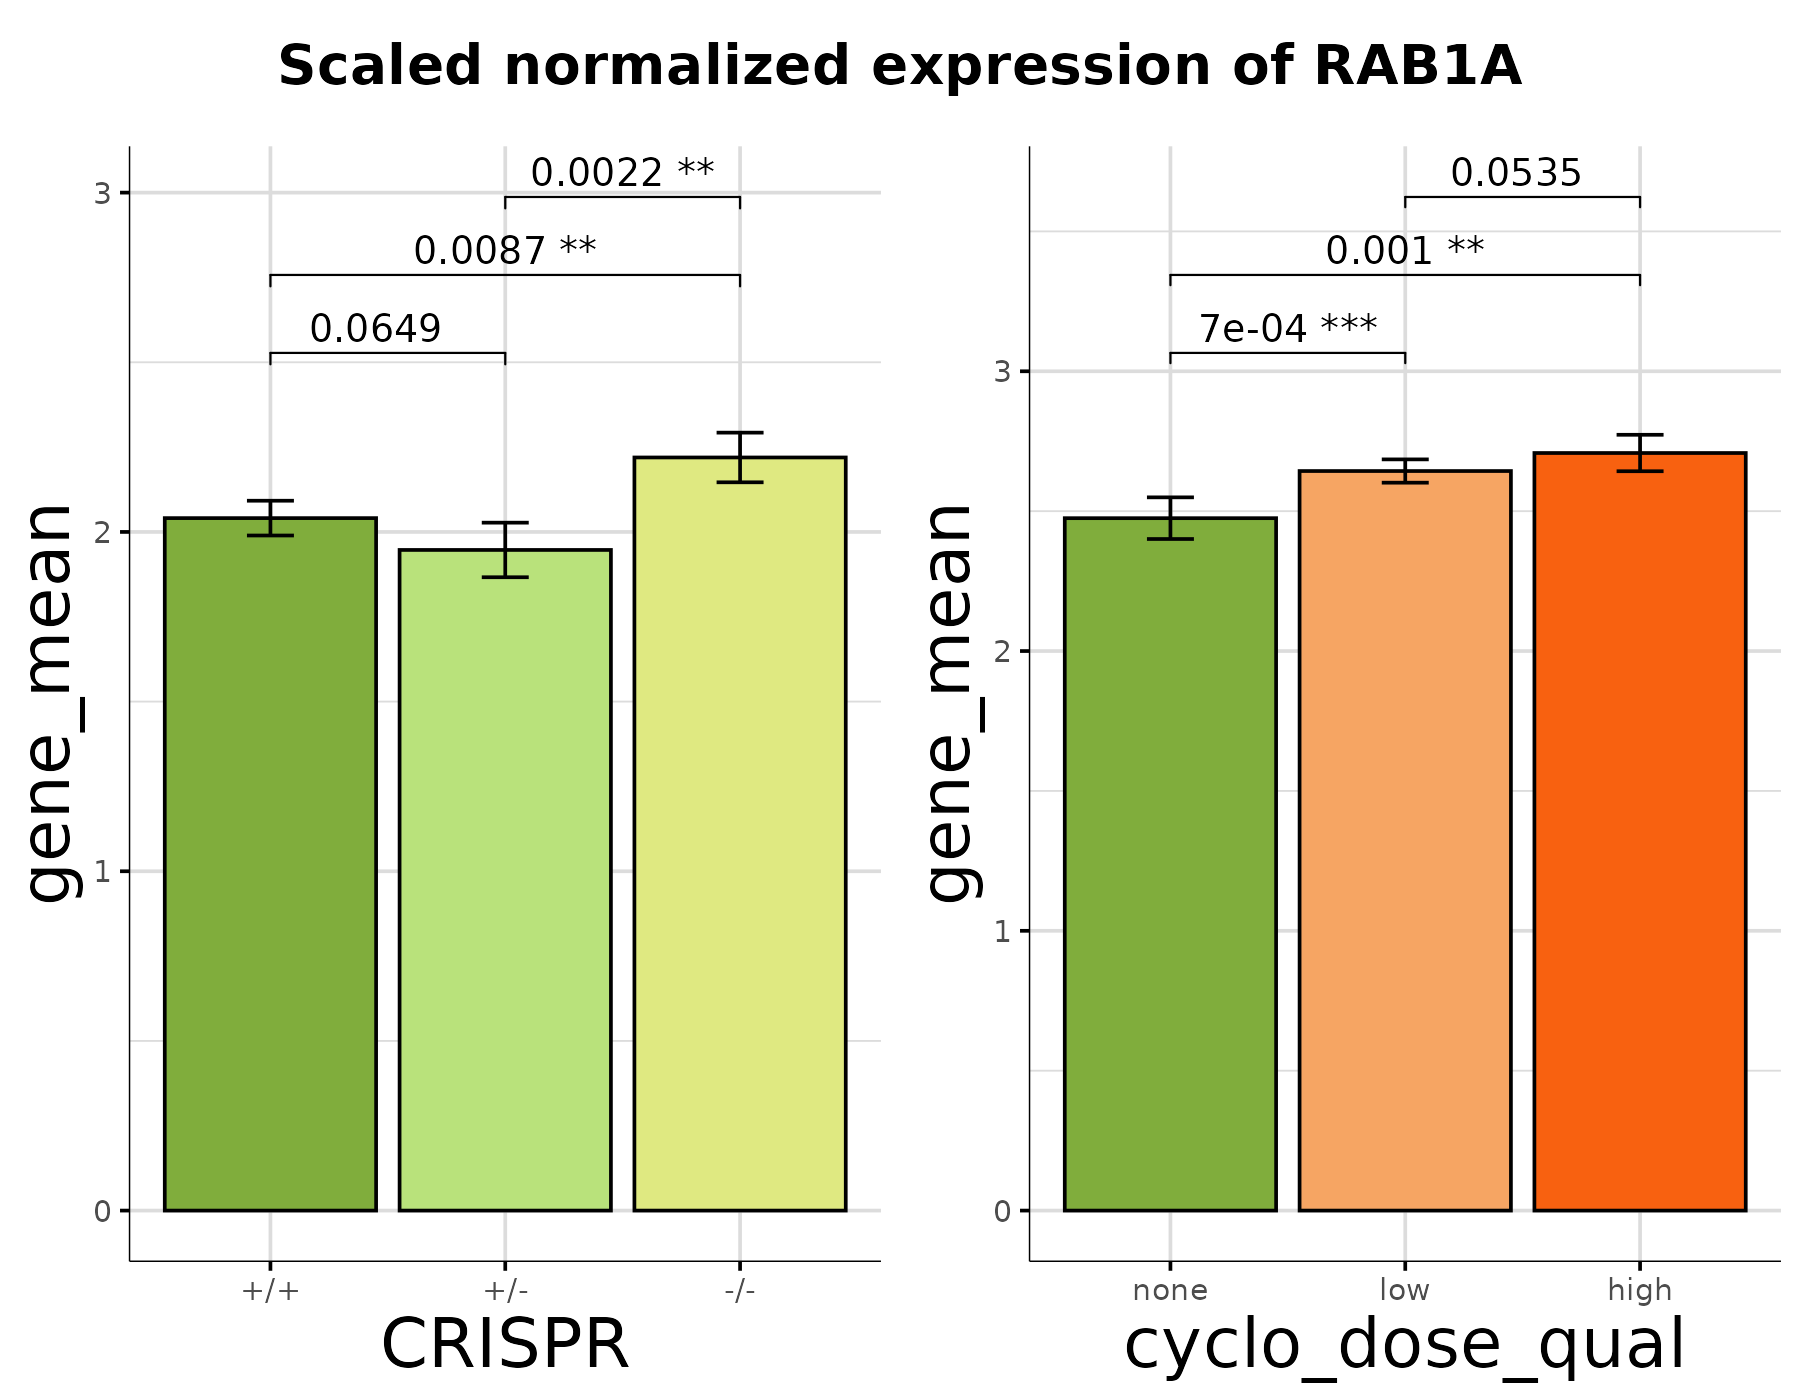 Scaled normalized expression of RAB1A
gene_mean
3
2
1
0
0.0022 **
0.0087 **
0.0649
+/+
+/-
-/-
CRISPR
gene_mean
3
2
1
0
0.0535
0.001 **
7e-04 ***
none
low
high
cyclo_dose_qual